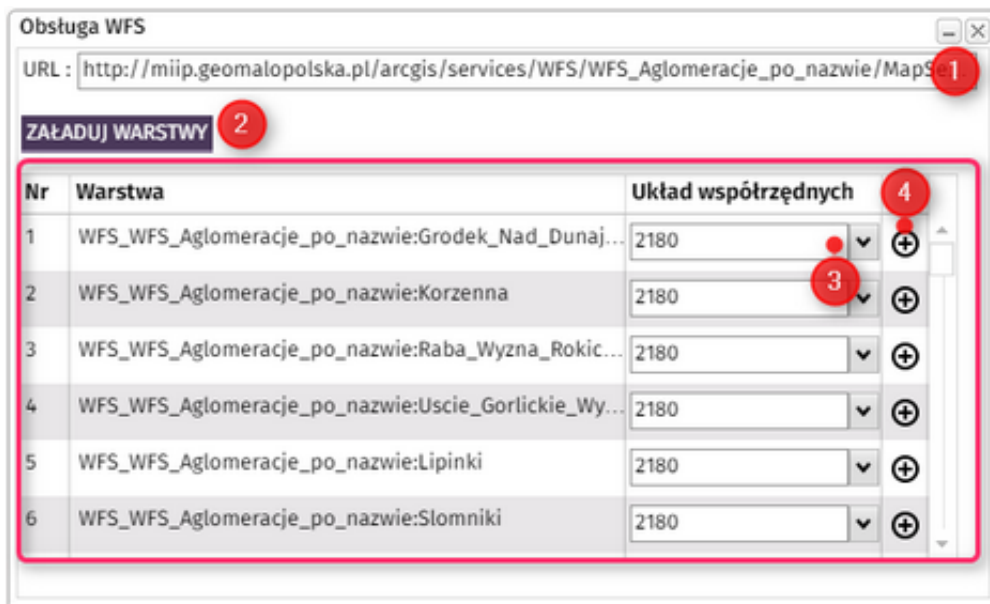 Obsługa WFS
URL : http://miip.geomalopolska.pl/arcgis/services/WFS/WFS_Aglomeracje_po_nazwie/MapSe 1
ZAŁADUJ WARSTWY 2
Nr Warstwa Układ współrzędnych 4
1 WFS_WFS_Aglomeracje_po_nazwie:Grodek_Nad_Dunaj... 2180
3
2 WFS_WFS_Aglomeracje_po_nazwie:Korzenna 2180
3 WFS_WFS_Aglomeracje_po_nazwie:Raba_Wyzna_Rokic... 2180
4 WFS_WFS_Aglomeracje_po_nazwie:Uscie_Gorlickie_Wy... 2180
5 WFS_WFS_Aglomeracje_po_nazwie:Lipinki 2180
6 WFS_WFS_Aglomeracje_po_nazwie:Slomniki 2180